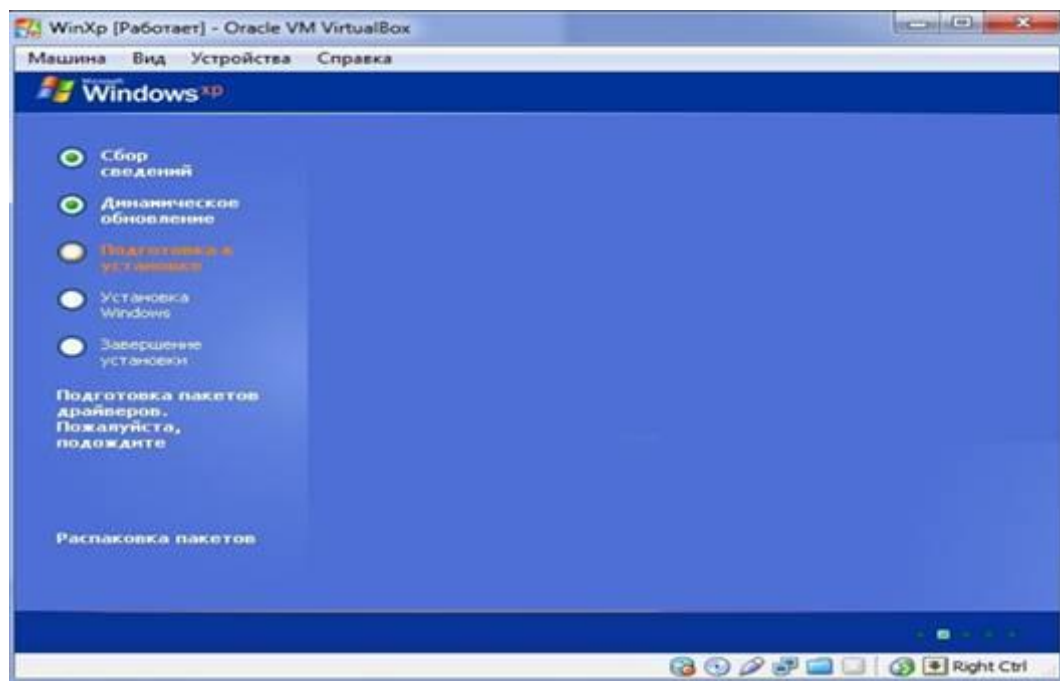 WinXp [Работает] - Oracle VM VirtualBox
Машина Вид Устройства Справка
Microsoft
Windows xp
Сбор
сведений
Динамическое
обновление
Подготовка к
установке
Установка
Windows
Завершение
установки
Подготовка пакетов
драйверов.
Пожалуйста,
подождите
Распаковка пакетов
Right Ctrl